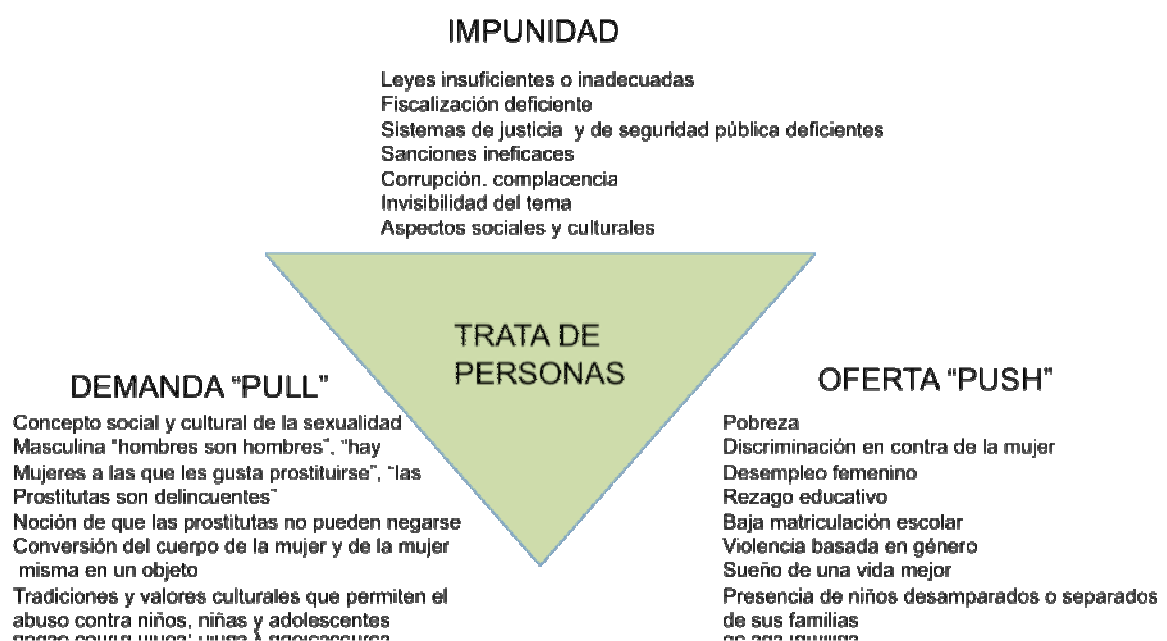 IMPUNIDAD
Leyes insuficientes o inadecuadas
Fiscalización deficiente
Sistemas de justicia y de seguridad pública deficientes
Sanciones ineficaces
Corrupción. complacencia
Invisibilidad del tema
Aspectos sociales y culturales
TRATA DE
PERSONAS
DEMANDA “PULL”
Concepto social y cultural de la sexualidad
Masculina “hombres son hombres”, “hay
Mujeres a las que les gusta prostituirse”, “las
Prostitutas son delincuentes”
Noción de que las prostitutas no pueden negarse
Conversión del cuerpo de la mujer y de la mujer
misma en un objeto
Tradiciones y valores culturales que permiten el
abuso contra niños, niñas y adolescentes
OFERTA “PUSH”
Pobreza
Discriminación en contra de la mujer
Desempleo femenino
Rezago educativo
Baja matriculación escolar
Violencia basada en género
Sueño de una vida mejor
Presencia de niños desamparados o separados
de sus familias